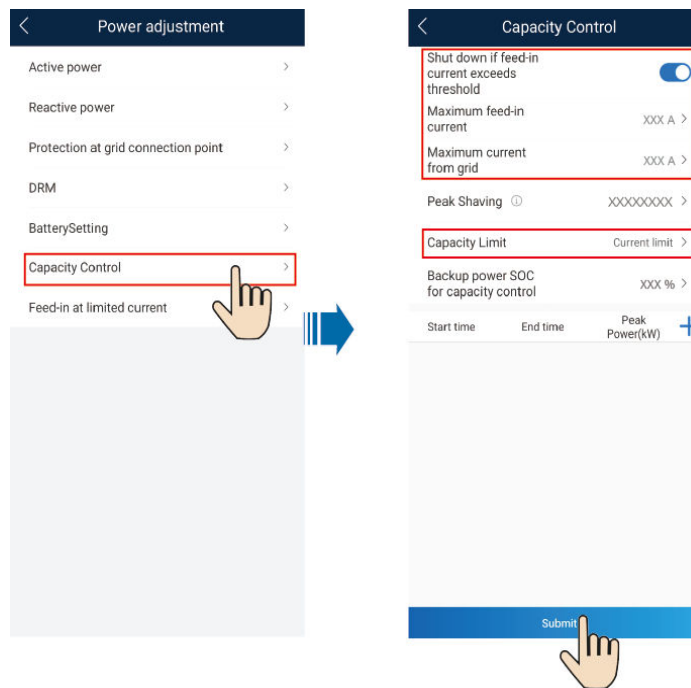 Power adjustment
Active power
Reactive power
Protection at grid connection point
DRM
BatterySetting
Capacity Control
Feed-in at limited current
Capacity Control
Shut down if feed-in
current exceeds
threshold
Maximum feed-in
current
XXX A
Maximum current
from grid
XXX A
Peak Shaving
XXXXXXXX
Capacity Limit
Current limit
Backup power SOC
for capacity control
XXX %
Start time
End time
Peak
Power(kW)
Submit